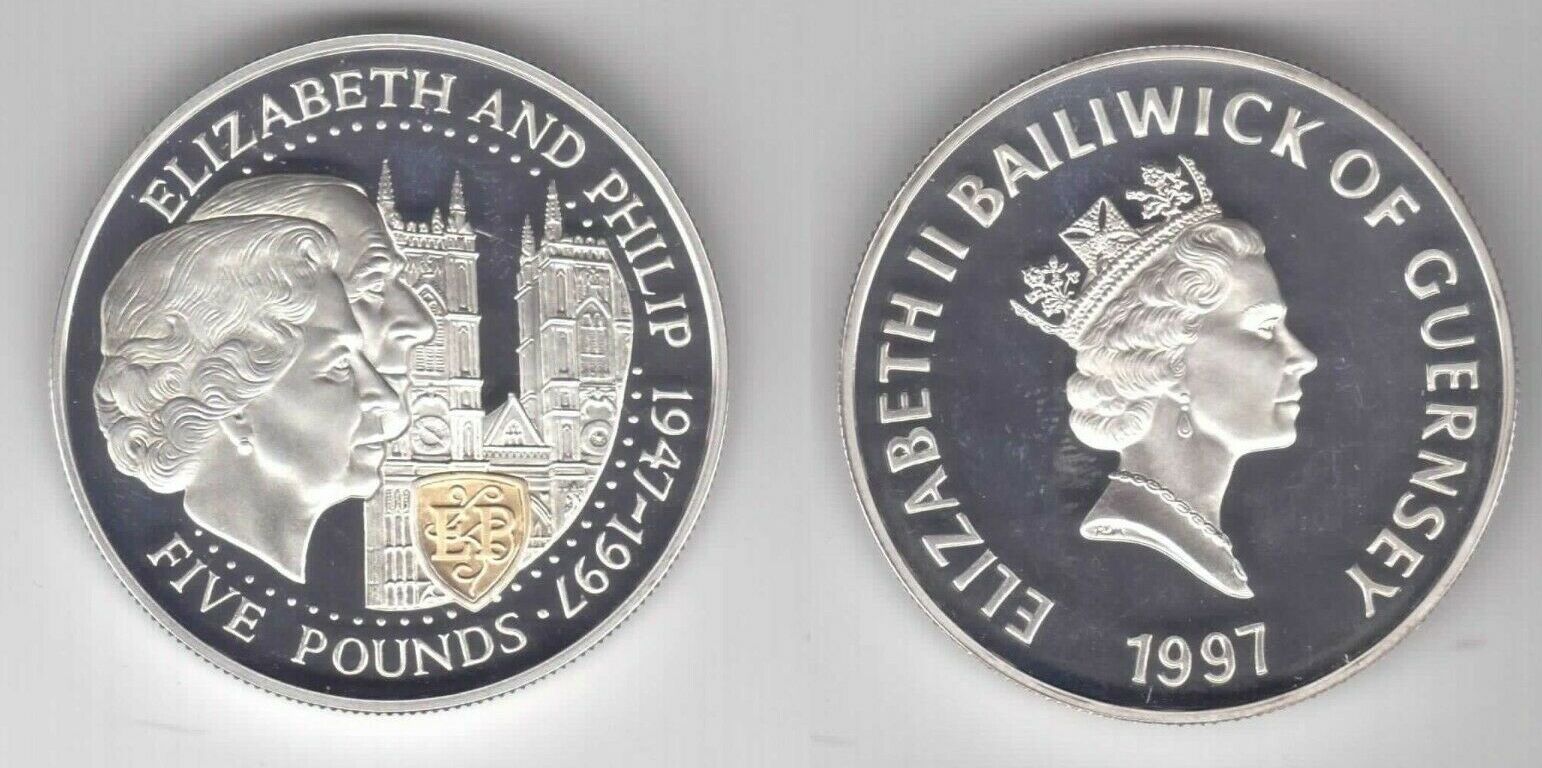 ELIZABETH AND PHILIP 1947-1997
FIVE POUNDS
EP
ELIZABETH II BAILIWICK OF GUERNSEY
1997